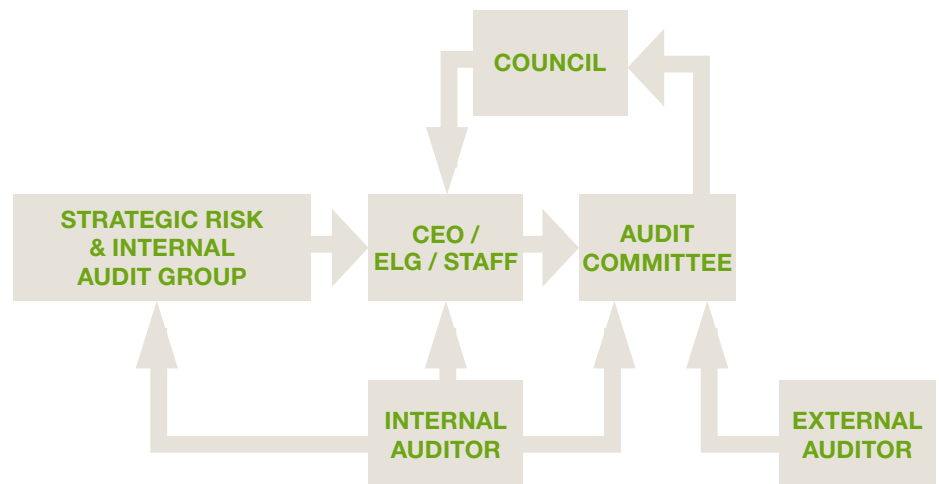 COUNCIL
STRATEGIC RISK
& INTERNAL
AUDIT GROUP
CEO /
ELG / STAFF
AUDIT
COMMITTEE
INTERNAL
AUDITOR
EXTERNAL
AUDITOR